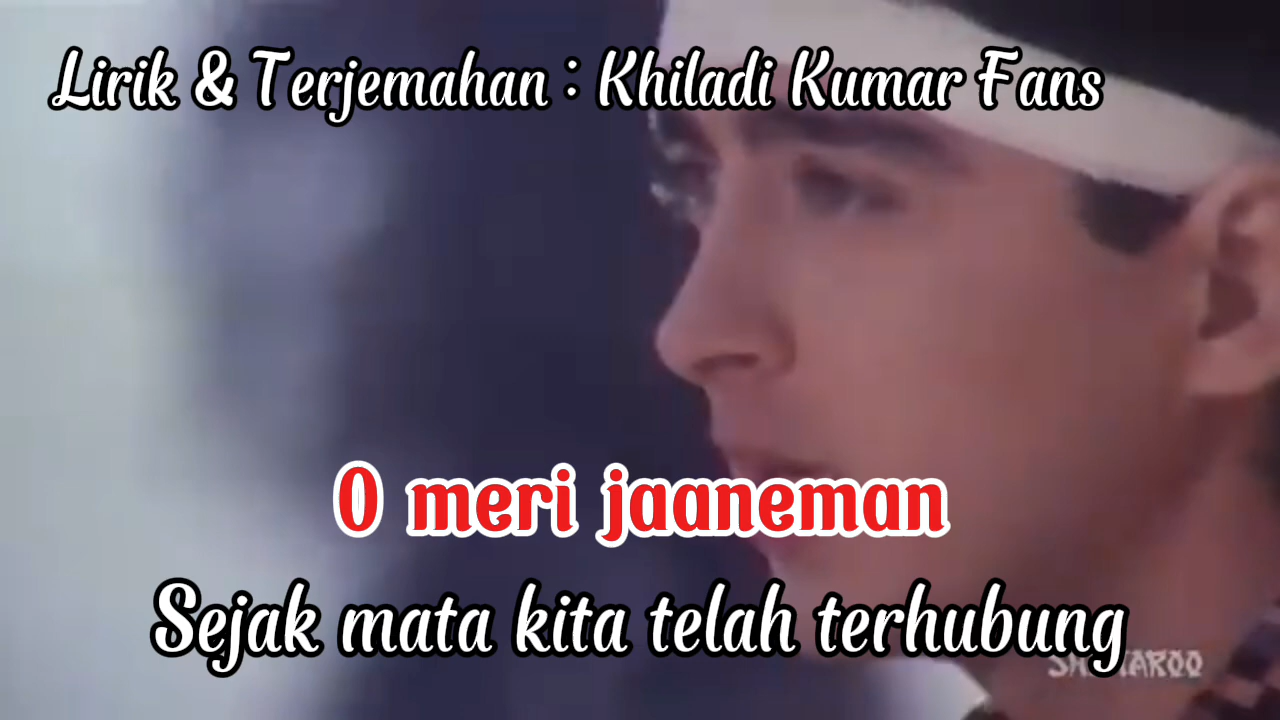 Lirik & Terjemahan : Khiladi Kumar Fans
O meri jaaneman
Sejak mata kita telah terhubung